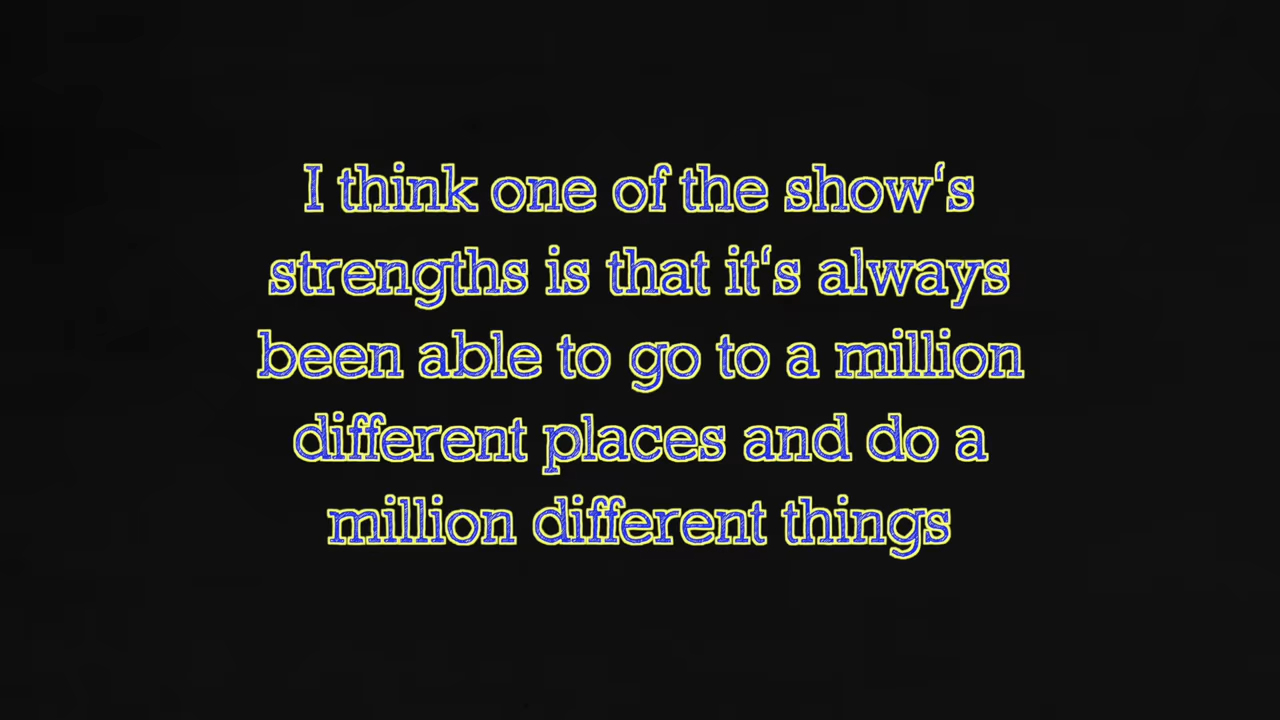 I think one of the show‘s
strengths is that it‘s always
been able to go to a million
different places and do a
million different things